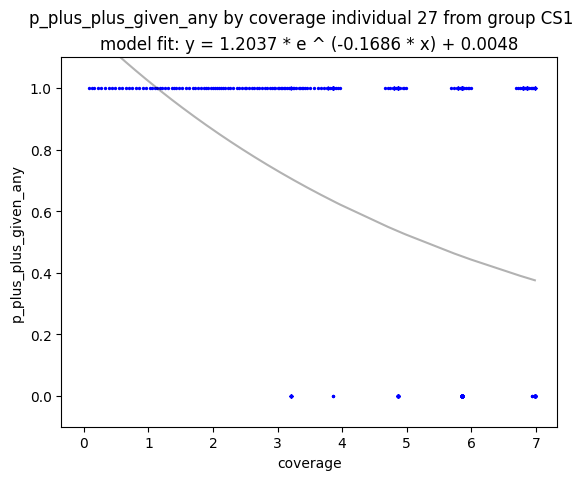 p_plus_plus_given_any by coverage individual 27 from group CS1
model fit: y = 1.2037 * e ^ (-0.1686 * x) + 0.0048
1.0
0.8
0.6
0.4
0.2
0.0
p_plus_plus_given_any
0 1 2 3 4 5 6 7
coverage